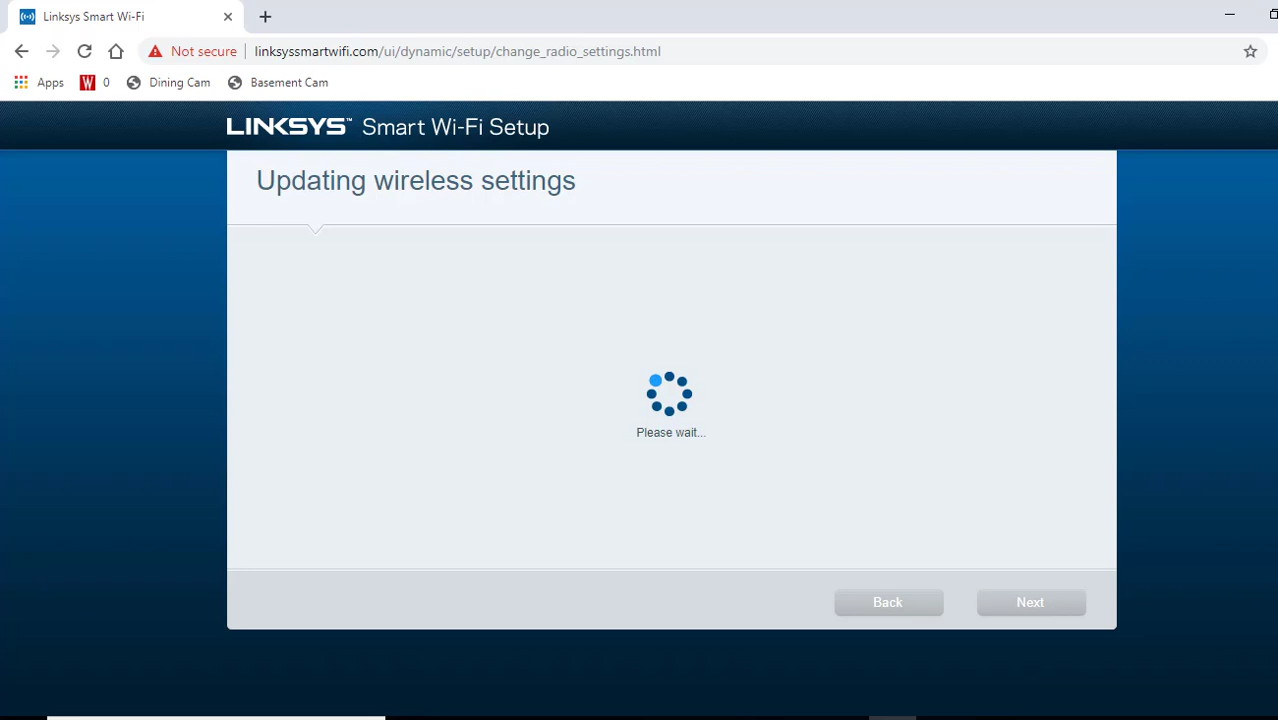 Linksys Smart Wi-Fi
Not secure linksyssmartwifi.com/ui/dynamic/setup/change_radio_settings.html
Apps W 0 Dining Cam Basement Cam
LINKSYS™ Smart Wi-Fi Setup
Updating wireless settings
Please wait...
Back Next